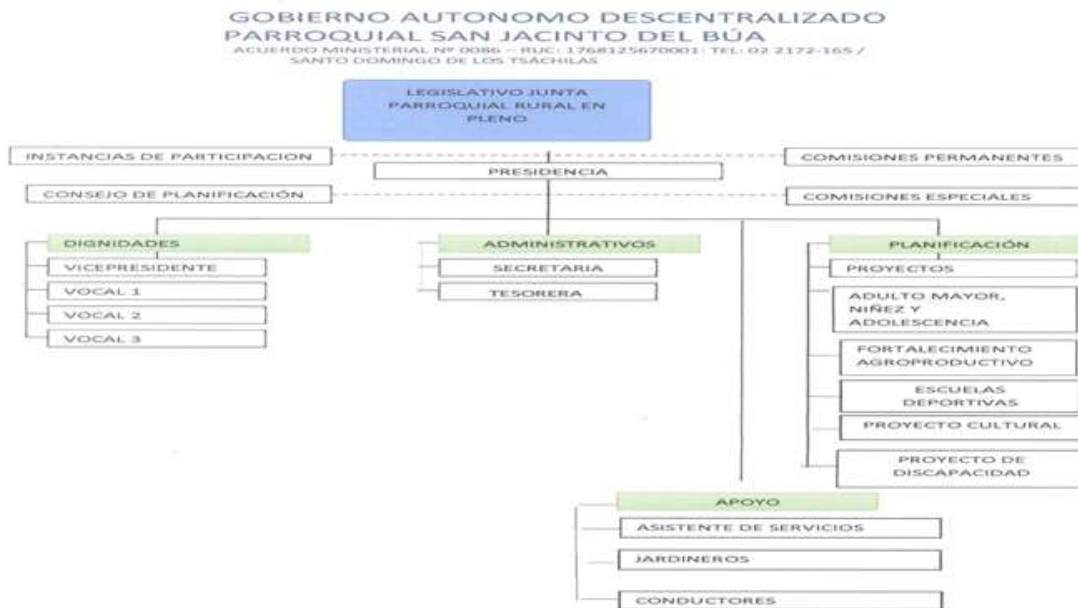 GOBIERNO AUTONOMO DESCENTRALIZADO
PARROQUIAL SAN JACINTO DEL BÚA
ACUERDO MINISTERIAL Nº 0086 – RUC: 1768125670001: TEL: 02 2172-165 /
SANTO DOMINGO DE LOS TSÁCHILAS
LEGISLATIVO JUNTA
PARROQUIAL RURAL EN
PLENO
INSTANCIAS DE PARTICIPACION
COMISIONES PERMANENTES
PRESIDENCIA
CONSEJO DE PLANIFICACIÓN
COMISIONES ESPECIALES
DIGNIDADES
VICEPRESIDENTE
VOCAL 1
VOCAL 2
VOCAL 3
ADMINISTRATIVOS
SECRETARIA
TESORERA
PLANIFICACIÓN
PROYECTOS
ADULTO MAYOR,
NIÑEZ Y
ADOLESCENCIA
FORTALECIMIENTO
AGROPRODUCTIVO
ESCUELAS
DEPORTIVAS
PROYECTO CULTURAL
PROYECTO DE
DISCAPACIDAD
APOYO
ASISTENTE DE SERVICIOS
JARDINEROS
CONDUCTORES